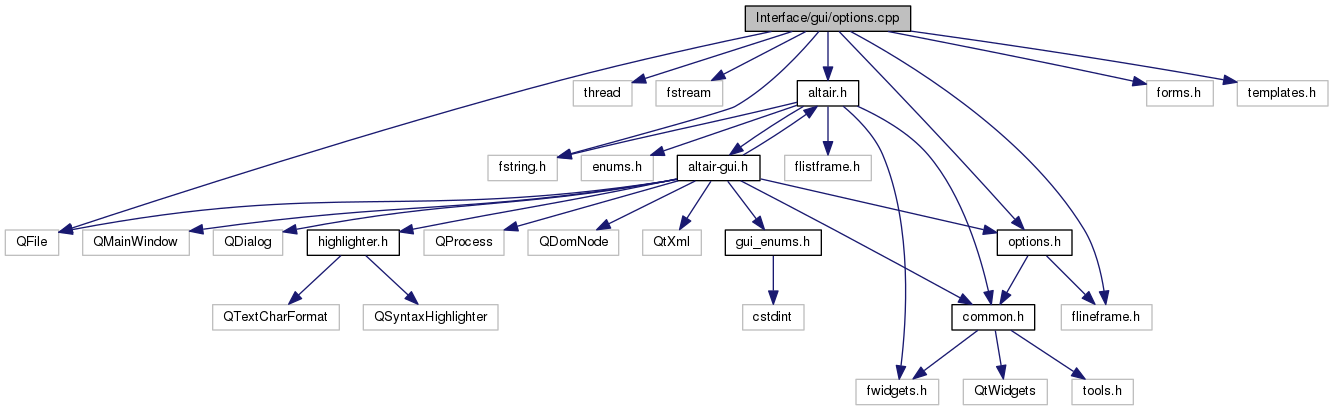 Interface/gui/options.cpp
thread
fstream
altair.h
forms.h
templates.h
fstring.h
enums.h
altair-gui.h
flistframe.h
QFile
QMainWindow
QDialog
highlighter.h
QProcess
QDomNode
QtXml
gui_enums.h
options.h
QTextCharFormat
QSyntaxHighlighter
cstdint
common.h
flineframe.h
fwidgets.h
QtWidgets
tools.h